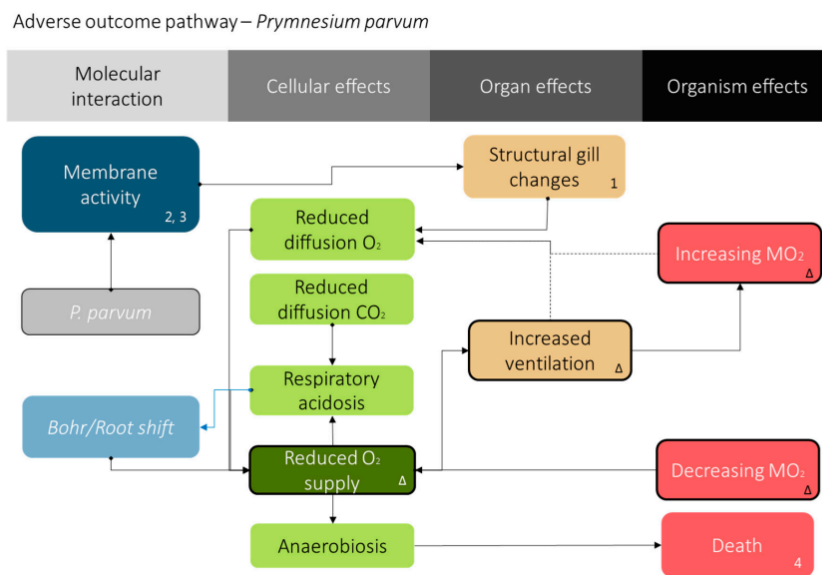 Adverse outcome pathway – Prymnesium parvum
Molecular
interaction
Cellular effects
Organ effects
Organism effects
Membrane
activity
2, 3
Structural gill
changes
1
Reduced
diffusion O₂
Increasing MO₂
Δ
P. parvum
Reduced
diffusion CO₂
Increased
ventilation
Δ
Respiratory
acidosis
Bohr/Root shift
Reduced O₂
supply
Δ
Decreasing MO₂
Δ
Anaerobiosis
Death
4